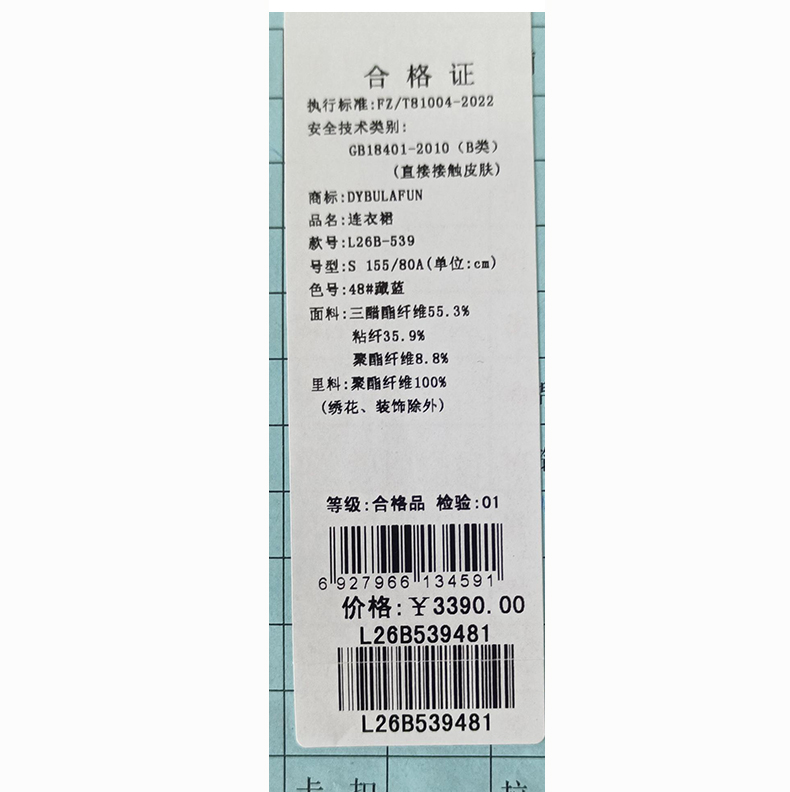 合格证
执行标准:FZ/T81004-2022
安全技术类别:
GB18401-2010（B类）
(直接接触皮肤)
商标:DYBULAFUN
品名:连衣裙
款号:L26B-539
号型:S 155/80A(单位:cm)
色号:48#藏蓝
面料:三醋酯纤维55.3%
粘纤35.9%
聚酯纤维8.8%
里料:聚酯纤维100%
(绣花、装饰除外)
等级:合格品 检验:01
6 927966 134591
价格:￥3390.00
L26B539481
L26B539481
卡扣